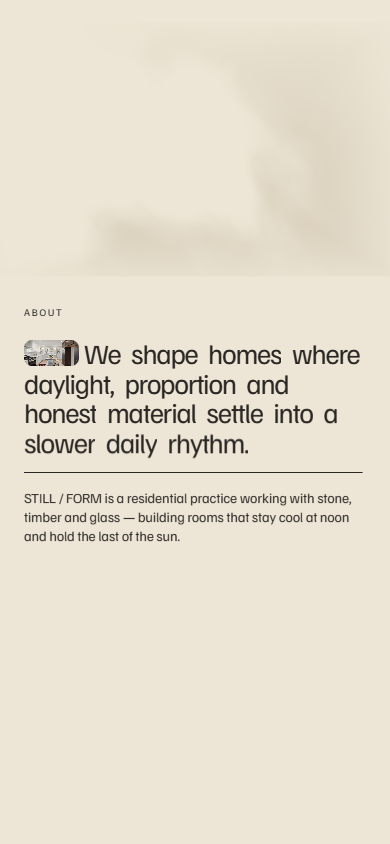 ABOUT
We shape homes where
daylight, proportion and
honest material settle into a
slower daily rhythm.
STILL / FORM is a residential practice working with stone,
timber and glass — building rooms that stay cool at noon
and hold the last of the sun.